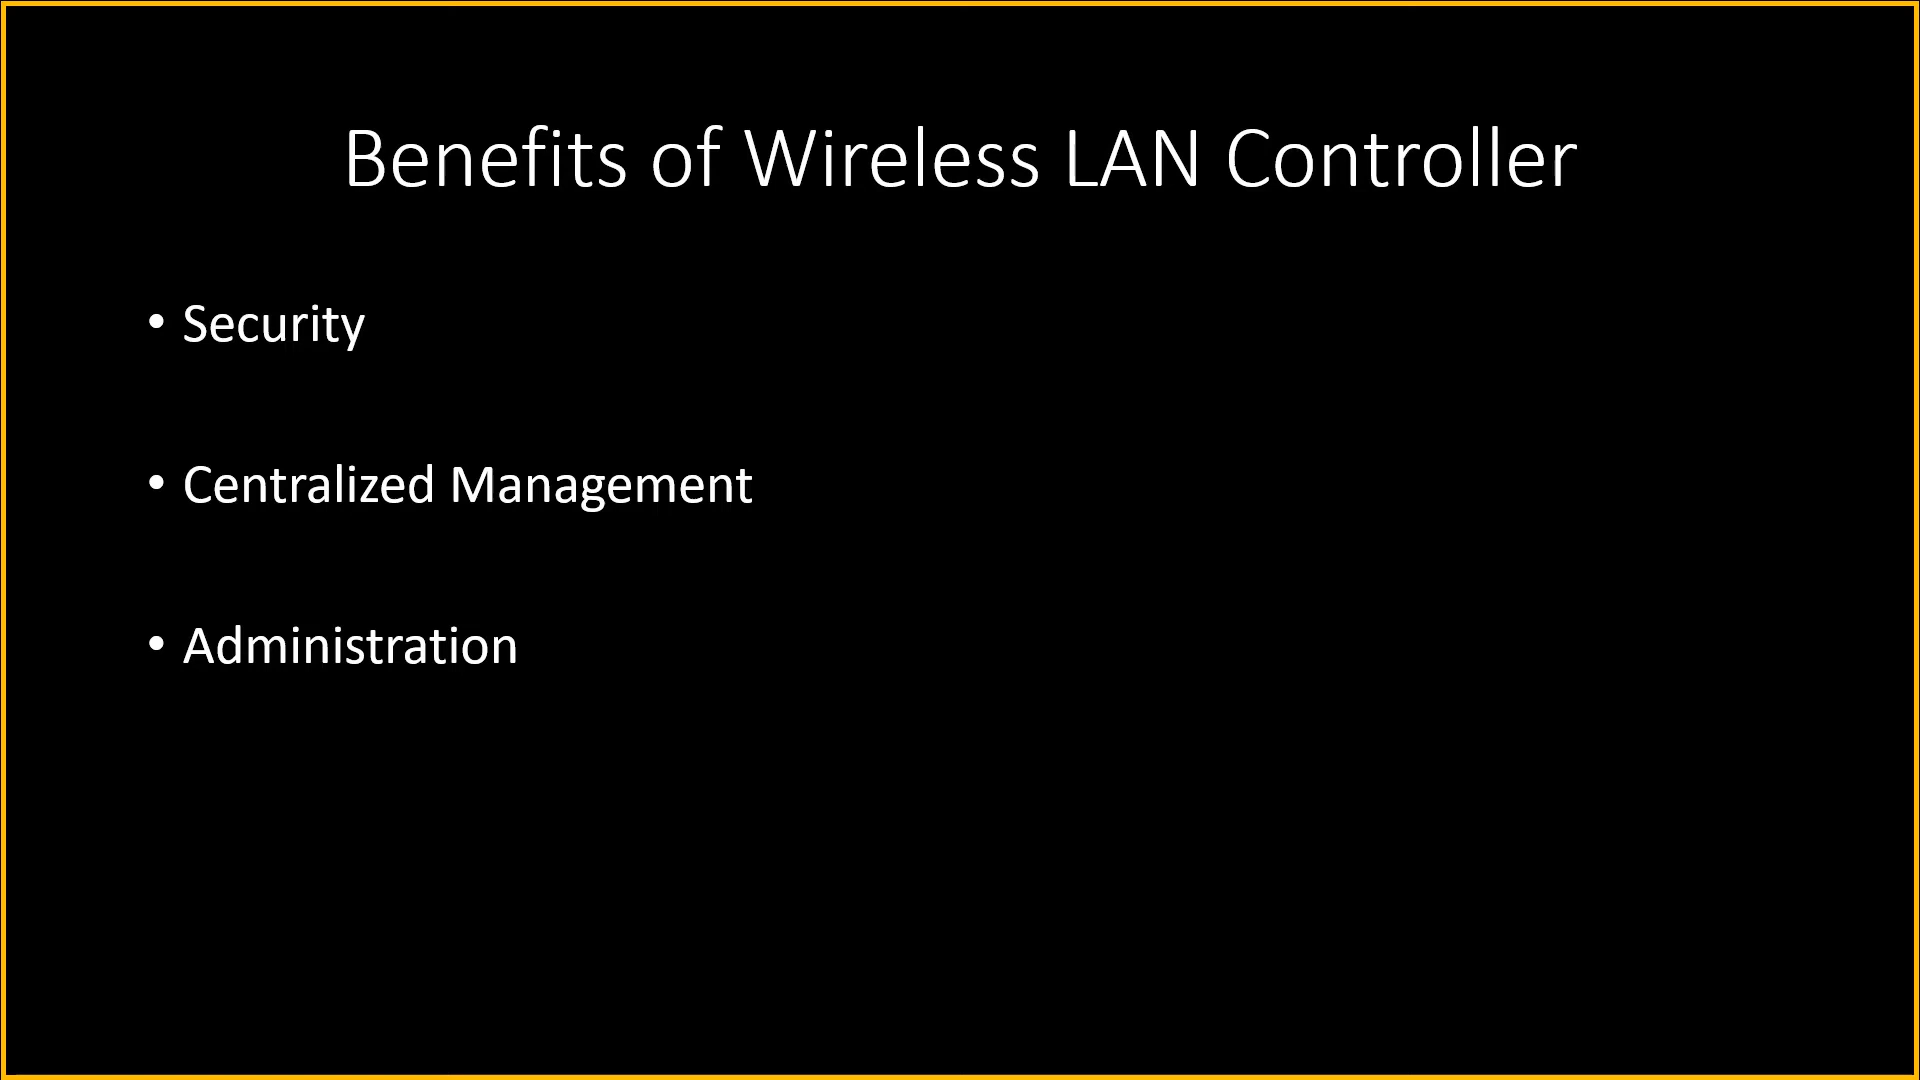 Benefits of Wireless LAN Controller
• Security
• Centralized Management
• Administration